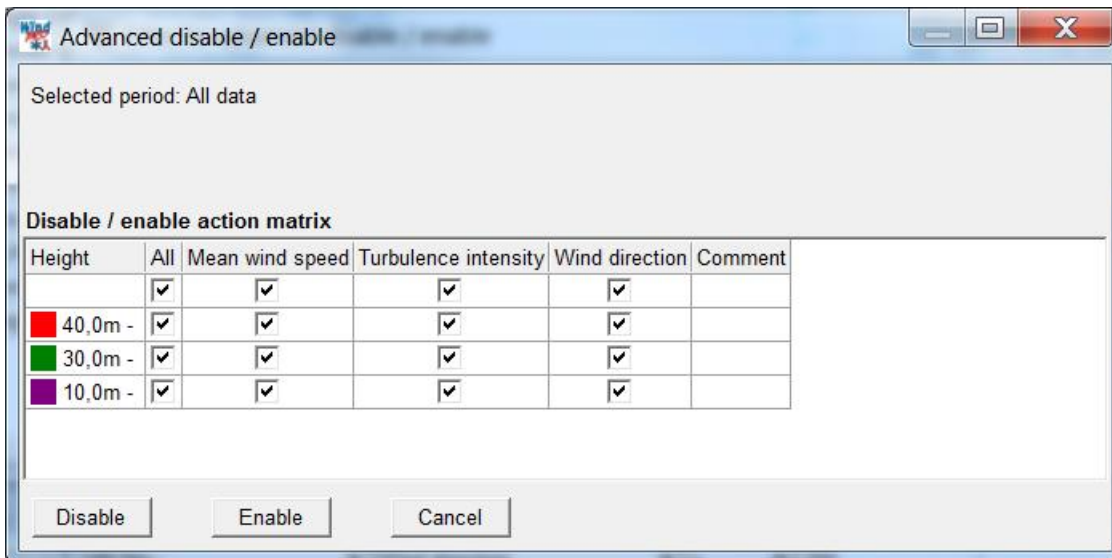 Advanced disable / enable
Selected period: All data
Disable / enable action matrix
Height All Mean wind speed Turbulence intensity Wind direction Comment
40,0m -
30,0m -
10,0m -
Disable Enable Cancel